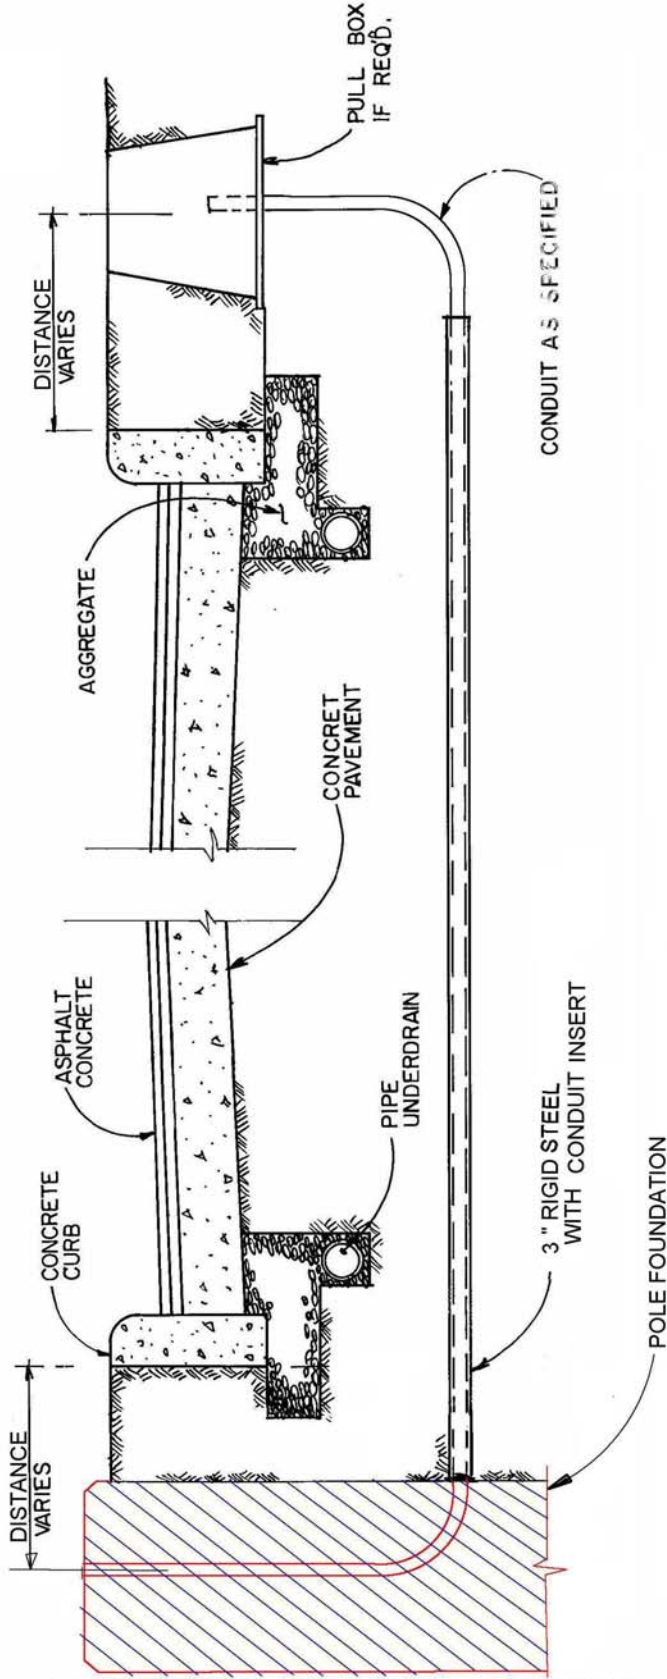 DISTANCE
VARIES
CONCRETE
CURB
ASPHALT
CONCRETE
AGGREGATE
DISTANCE
VARIES
PULL BOX
IF REQ'D.
PIPE
UNDERDRAIN
CONCRET
PAVEMENT
CONDUIT AS SPECIFIED
3" RIGID STEEL
WITH CONDUIT INSERT
POLE FOUNDATION